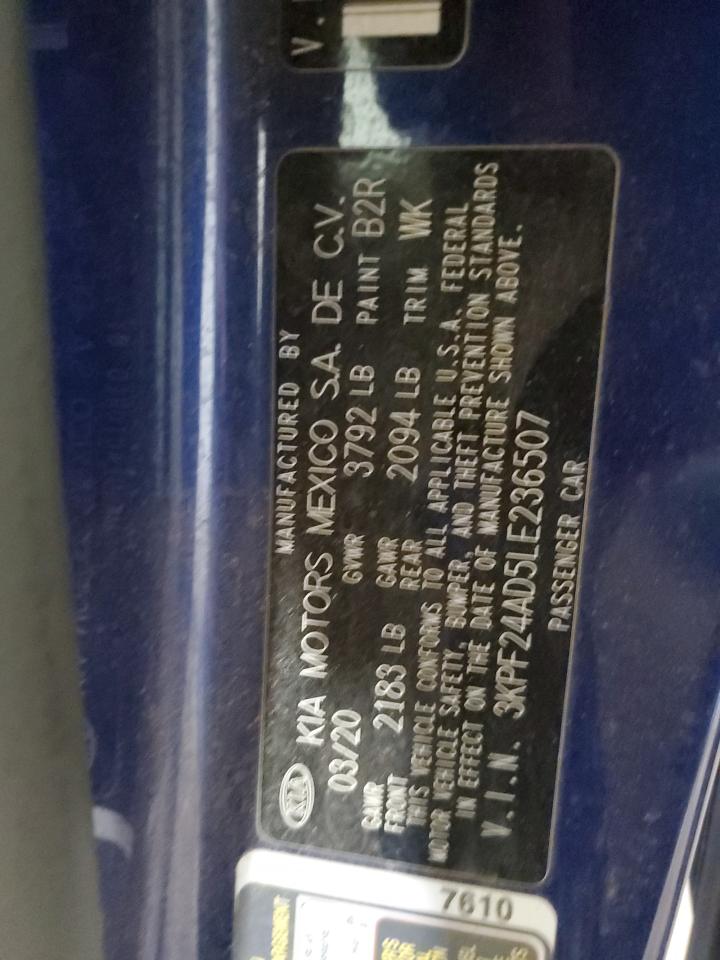 V.I.
MANUFACTURED BY
KIA KIA MOTORS MEXICO S.A. DE C.V.
03/20 GVWR 3792 LB PAINT B2R
GAWR FRONT 2183 LB GAWR REAR 2094 LB TRIM WK
THIS VEHICLE CONFORMS TO ALL APPLICABLE U.S.A. FEDERAL
MOTOR VEHICLE SAFETY, BUMPER, AND THEFT PREVENTION STANDARDS
IN EFFECT ON THE DATE OF MANUFACTURE SHOWN ABOVE.
V.I.N. 3KPF24AD5LE236507
PASSENGER CAR
7610